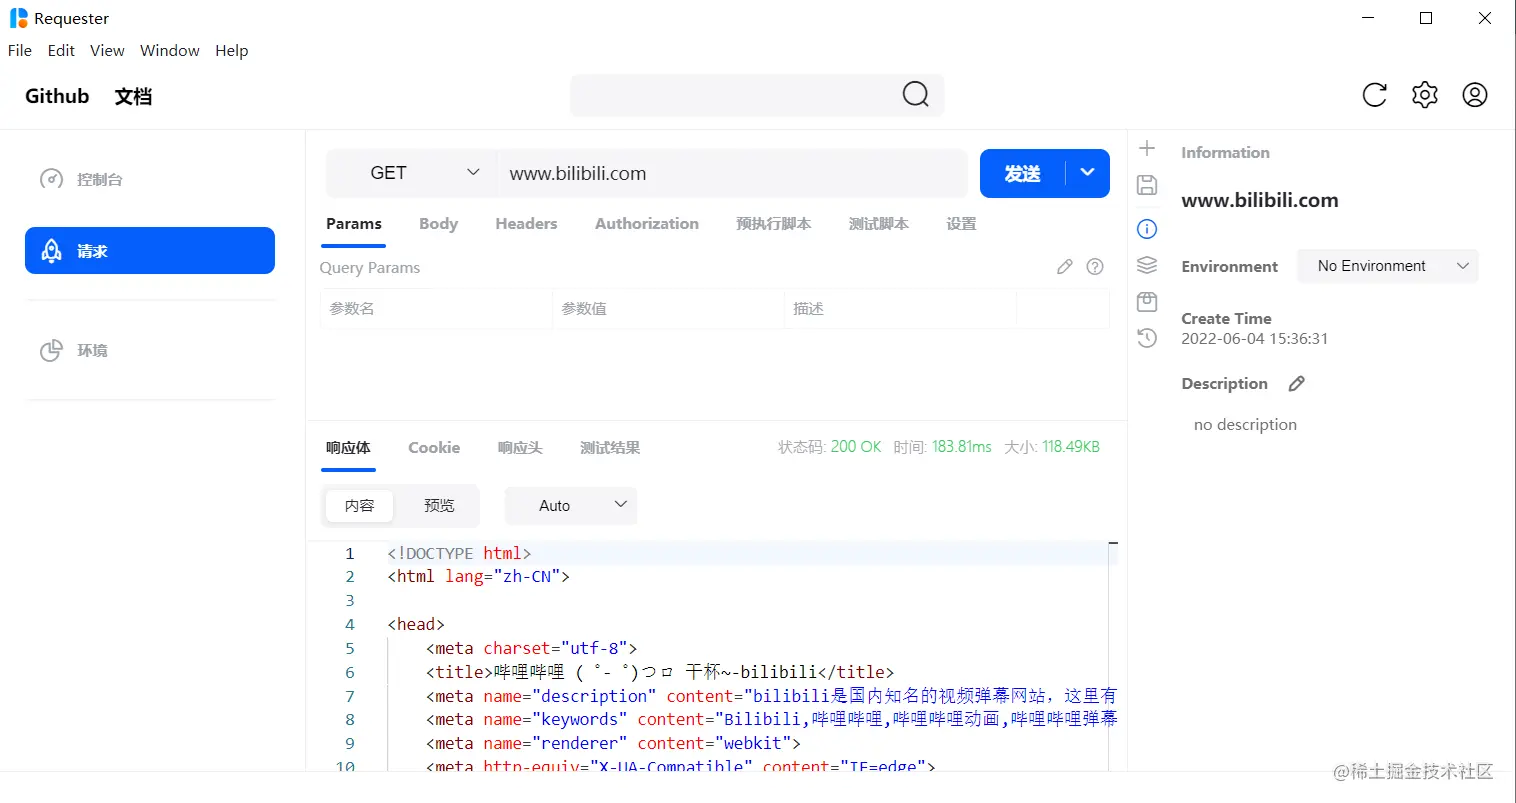 Requester
File Edit View Window Help
Github 文档
控制台
请求
环境
GET www.bilibili.com 发送
Params Body Headers Authorization 预执行脚本 测试脚本 设置
Query Params
参数名 参数值 描述
响应体 Cookie 响应头 测试结果 状态码: 200 OK 时间: 183.81ms 大小: 118.49KB
内容 预览 Auto
1 <!DOCTYPE html>
2 <html lang="zh-CN">
3
4 <head>
5 <meta charset="utf-8">
6 <title>哔哩哔哩 ( ゜- ゜)つロ 干杯~-bilibili</title>
7 <meta name="description" content="bilibili是国内知名的视频弹幕网站，这里有
8 <meta name="keywords" content="Bilibili,哔哩哔哩,哔哩哔哩动画,哔哩哔哩弹幕
9 <meta name="renderer" content="webkit">
10 <meta http-equiv="X-UA-Compatible" content="IE=edge">
Information
www.bilibili.com
Environment No Environment
Create Time
2022-06-04 15:36:31
Description
no description
@稀土掘金技术社区